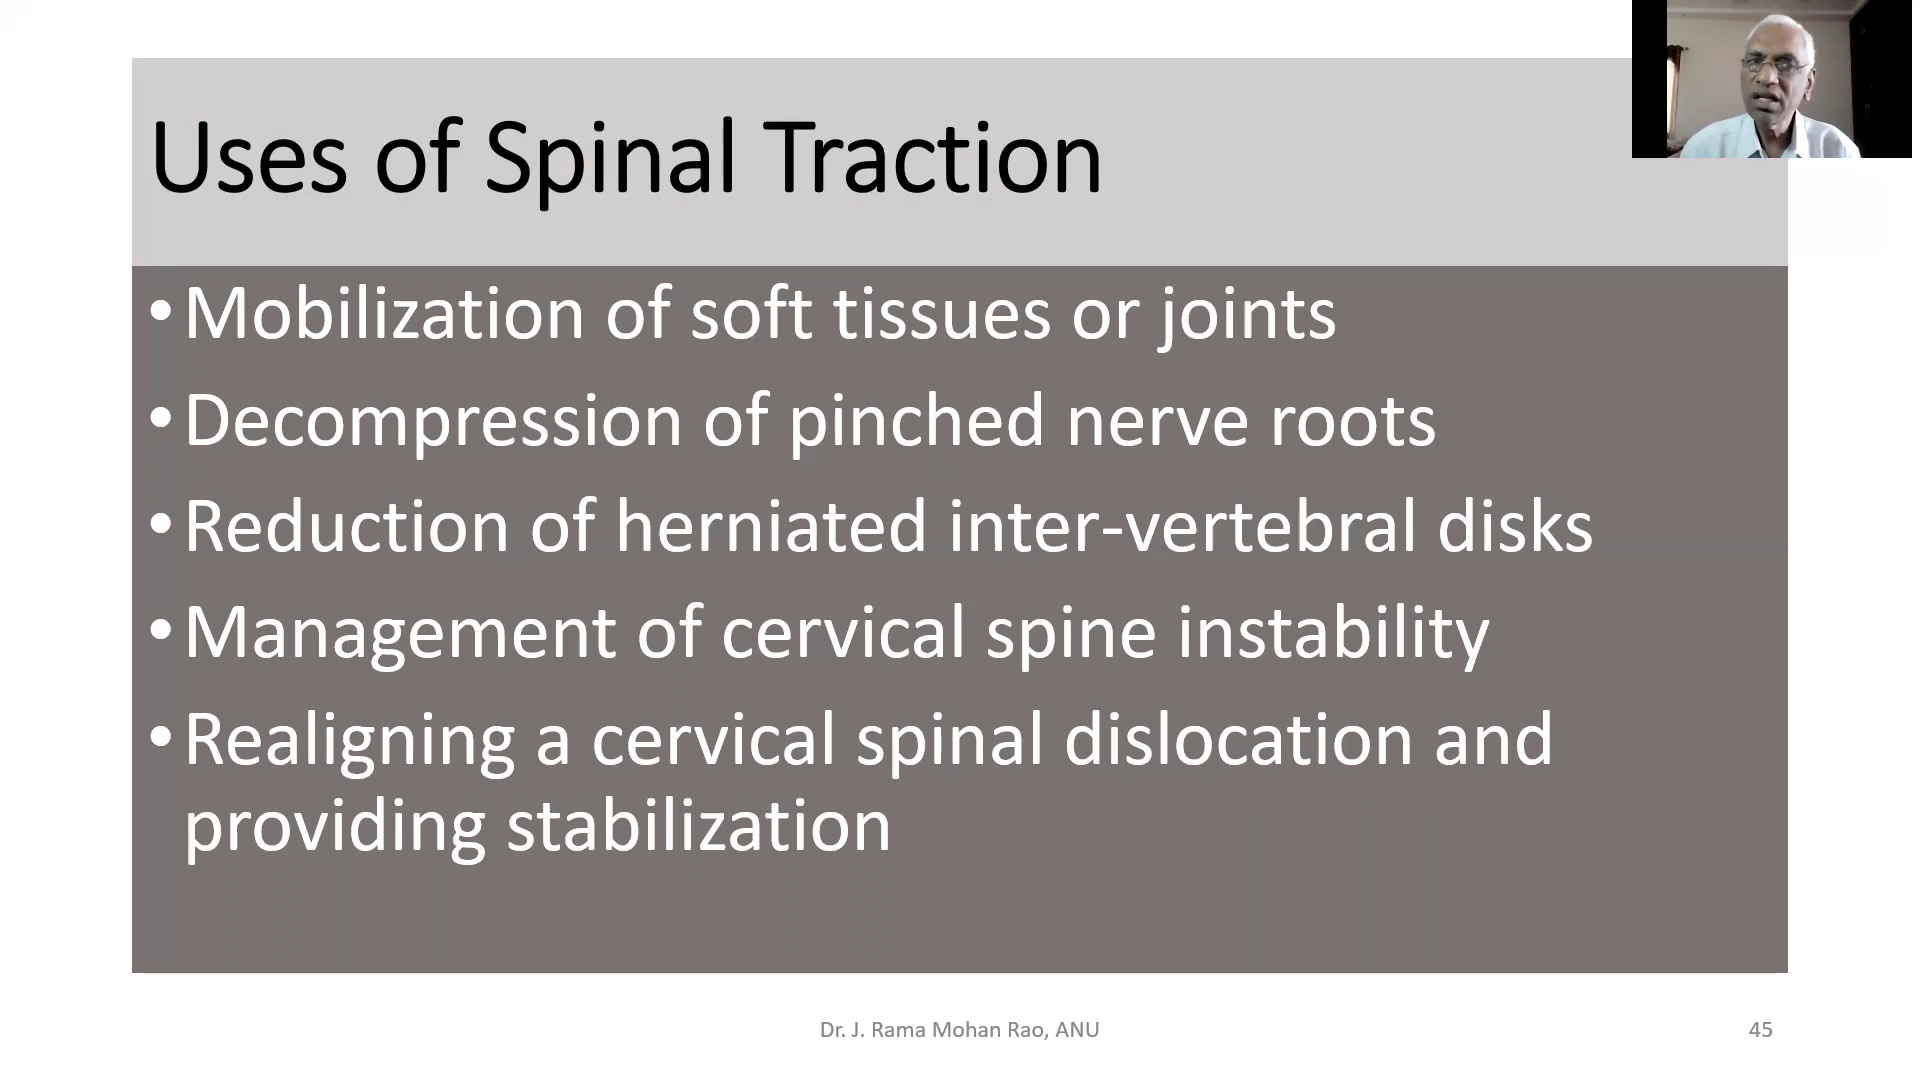 Uses of Spinal Traction
• Mobilization of soft tissues or joints
• Decompression of pinched nerve roots
• Reduction of herniated inter-vertebral disks
• Management of cervical spine instability
• Realigning a cervical spinal dislocation and
providing stabilization
Dr. J. Rama Mohan Rao, ANU
45